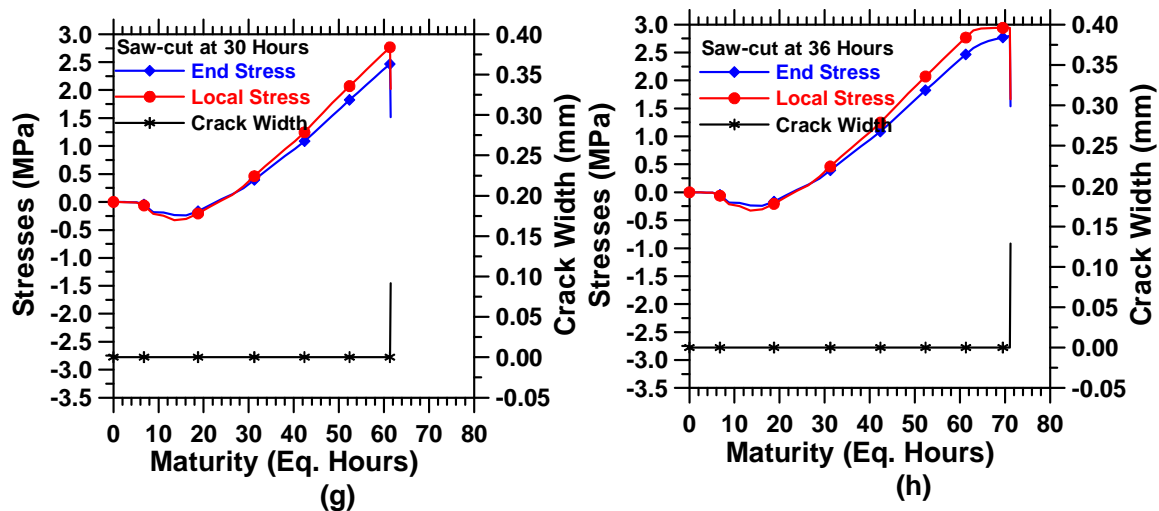 Saw-cut at 30 Hours
End Stress
Local Stress
Crack Width
Stresses (MPa)
3.0
2.5
2.0
1.5
1.0
0.5
0.0
-0.5
-1.0
-1.5
-2.0
-2.5
-3.0
-3.5
0.40
0.35
0.30
0.25
0.20
0.15
0.10
0.05
0.00
-0.05
Crack Width (mm)
0 10 20 30 40 50 60 70 80
Maturity (Eq. Hours)
(g)
Saw-cut at 36 Hours
End Stress
Local Stress
Crack Width
Stresses (MPa)
3.0
2.5
2.0
1.5
1.0
0.5
0.0
-0.5
-1.0
-1.5
-2.0
-2.5
-3.0
-3.5
0.40
0.35
0.30
0.25
0.20
0.15
0.10
0.05
0.00
-0.05
Crack Width (mm)
0 10 20 30 40 50 60 70 80
Maturity (Eq. Hours)
(h)